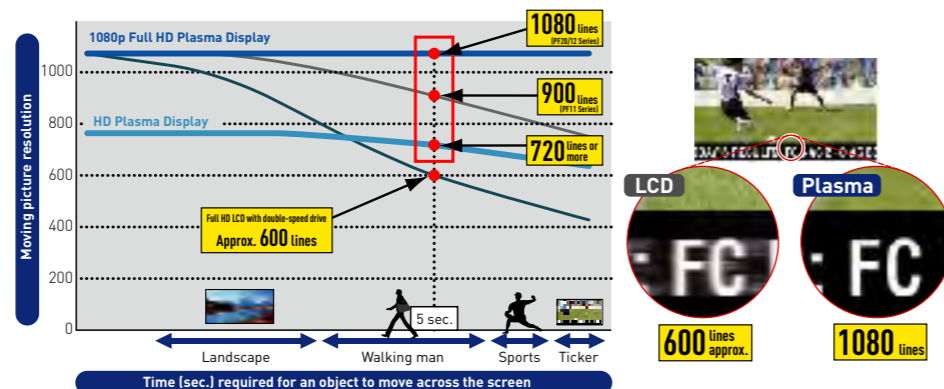 1080p Full HD Plasma Display
1080 lines
(PF20/12 Series)
1000
900 lines
(PF11 Series)
800
HD Plasma Display
720 lines or
more
600
Full HD LCD with double-speed drive
Approx. 600 lines
400
200
0
5 sec.
Landscape
Walking man
Sports
Ticker
Moving picture resolution
Time (sec.) required for an object to move across the screen
LCD
Plasma
FC
FC
600 lines
approx.
1080 lines